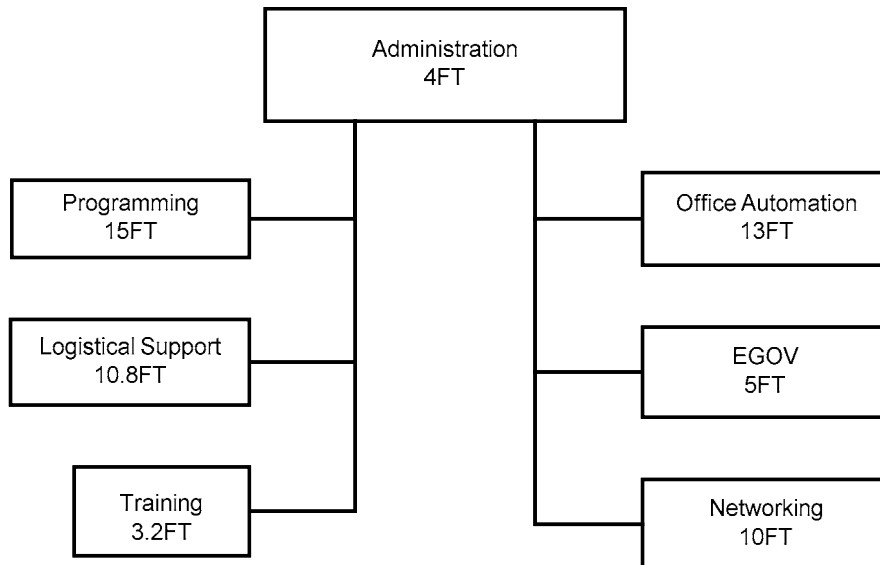 Administration
4FT
Programming
15FT
Office Automation
13FT
Logistical Support
10.8FT
EGOV
5FT
Training
3.2FT
Networking
10FT